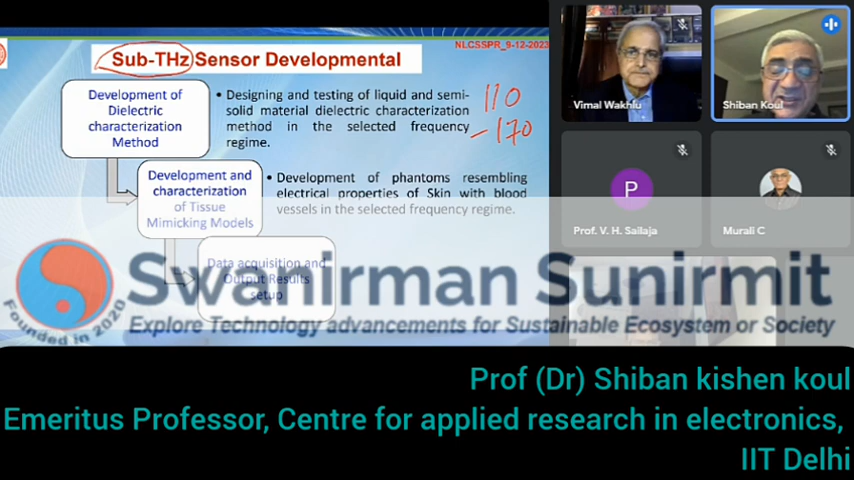 NLCSSPR_9-12-2023
Sub-THz Sensor Developmental
Development of
Dielectric
characterization
Method
• Designing and testing of liquid and semi-
solid material dielectric characterization
method in the selected frequency
regime.
110
-170
Development and
characterization
of Tissue
Mimicking Models
• Development of phantoms resembling
electrical properties of Skin with blood
vessels in the selected frequency regime.
Data acquisition and
Output Results
setup
Vimal Wakhlu
Shiban Koul
P
Prof. V. H. Sailaja
Murali C
Founded in 2020
Swanirman Sunirmit
Explore Technology advancements for Sustainable Ecosystem or Society
Prof (Dr) Shiban kishen koul
Emeritus Professor, Centre for applied research in electronics,
IIT Delhi